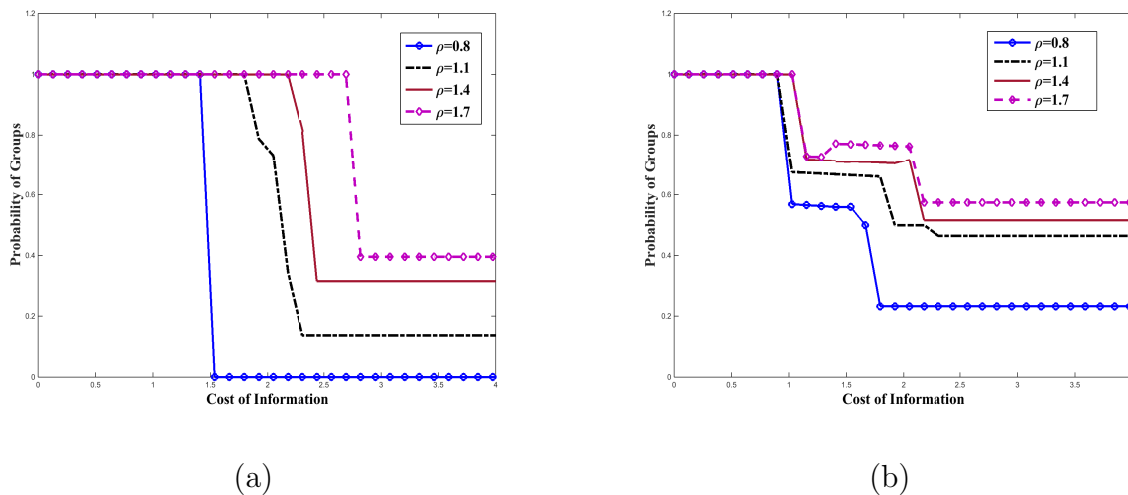 1.2
1
0.8
0.6
0.4
0.2
0
Probability of Groups
ρ=0.8
ρ=1.1
ρ=1.4
ρ=1.7
0 0.5 1 1.5 2 2.5 3 3.5 4
Cost of Information
(a)
1.2
1
0.8
0.6
0.4
0.2
0
Probability of Groups
ρ=0.8
ρ=1.1
ρ=1.4
ρ=1.7
0 0.5 1 1.5 2 2.5 3 3.5
Cost of Information
(b)